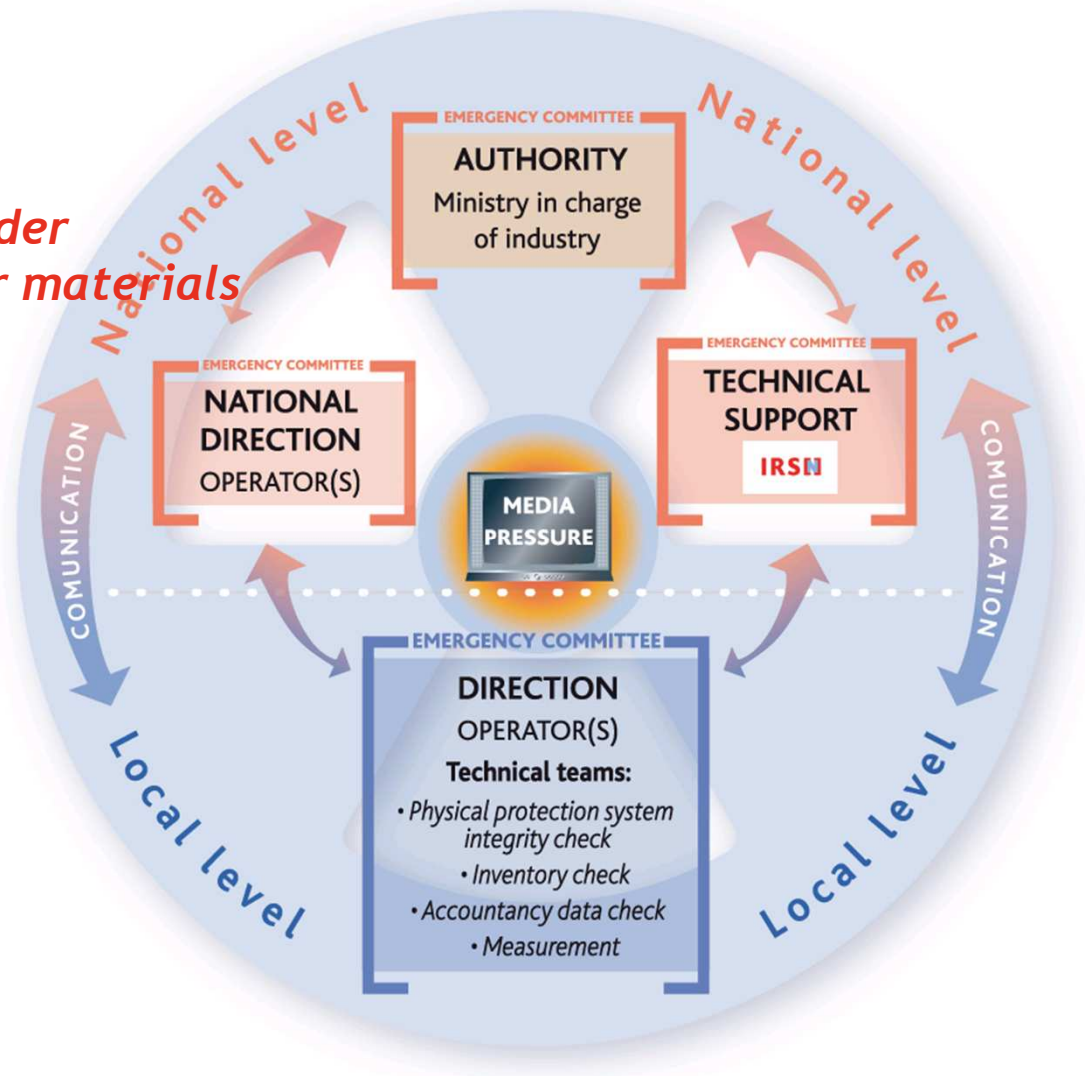 der
r materials
National level
National level
EMERGENCY COMMITTEE
AUTHORITY
Ministry in charge
of industry
EMERGENCY COMMITTEE
NATIONAL
DIRECTION
OPERATOR(S)
EMERGENCY COMMITTEE
TECHNICAL
SUPPORT
IRSN
COMUNICATION
MEDIA
PRESSURE
COMUNICATION
EMERGENCY COMMITTEE
DIRECTION
OPERATOR(S)
Technical teams:
• Physical protection system
integrity check
• Inventory check
• Accountancy data check
• Measurement
Local level
Local level